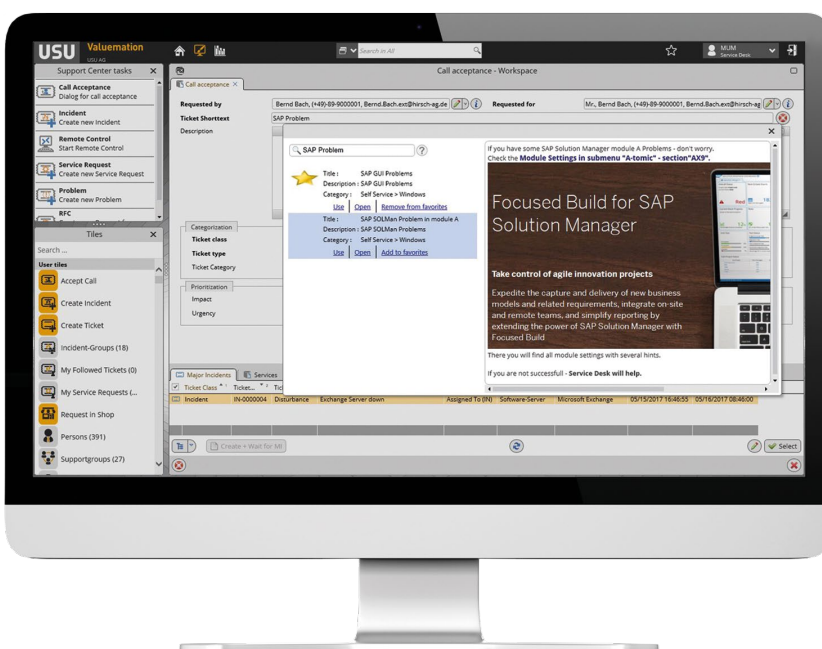 USU Valuemation
USU AG
Search in All
MUM
Service Desk
Support Center tasks
Call Acceptance
Dialog for call acceptance
Incident
Create new Incident
Remote Control
Start Remote Control
Service Request
Create new Service Request
Problem
Create new Problem
RFC
Tiles
Search ...
User tiles
Accept Call
Create Incident
Create Ticket
Incident-Groups (18)
My Followed Tickets (0)
My Service Requests (...
Request in Shop
Persons (391)
Supportgroups (27)
Call acceptance - Workspace
Call acceptance
Requested by
Bernd Bach, (+49)-89-9000001, Bernd.Bach.ext@hirsch-ag.de
Requested for
Mr., Bernd Bach, (+49)-89-9000001, Bernd.Bach.ext@hirsch-ag
Ticket Shorttext
SAP Problem
Description
Categorization
Ticket class
Ticket type
Ticket Category
Prioritization
Impact
Urgency
SAP Problem
Title : SAP GUI Problems
Description : SAP GUI Problems
Category : Self Service > Windows
Use Open Remove from favorites
Title : SAP SOLMan Problem in module A
Description : SAP SOLMan Problems
Category : Self Service > Windows
Use Open Add to favorites
If you have some SAP Solution Manager module A Problems - don't worry.
Check the Module Settings in submenu "A-tomic" - section"AX9".
Focused Build for SAP
Solution Manager
Take control of agile innovation projects
Expedite the capture and delivery of new business
models and related requirements, integrate on-site
and remote teams, and simplify reporting by
extending the power of SAP Solution Manager with
Focused Build
There you will find all module settings with several hints.
If you are not successfull - Service Desk will help.
Major Incidents Services
Ticket Class Ticket...
Incident IN-0000004 Disturbance Exchange Server down Assigned To (IN) Software-Server Microsoft Exchange 05/15/2017 16:46:55 05/16/2017 08:46:00
Create + Wait for MI
Select